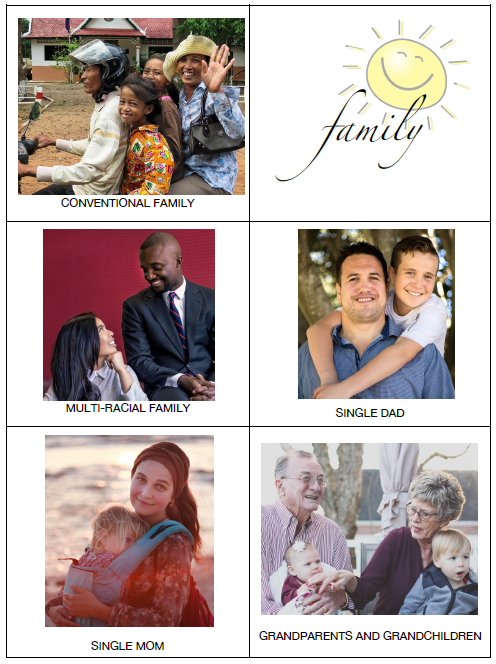 CONVENTIONAL FAMILY
family
MULTI-RACIAL FAMILY
SINGLE DAD
SINGLE MOM
GRANDPARENTS AND GRANDCHILDREN